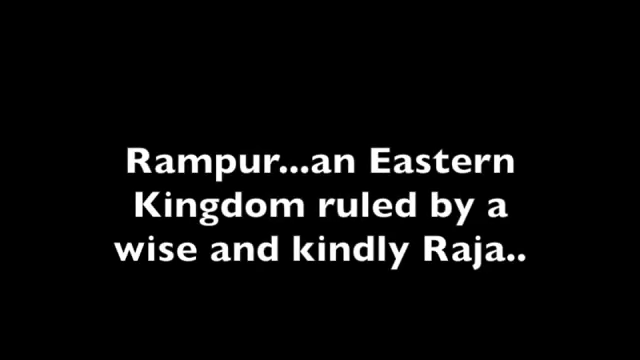 Rampur...an Eastern
Kingdom ruled by a
wise and kindly Raja..